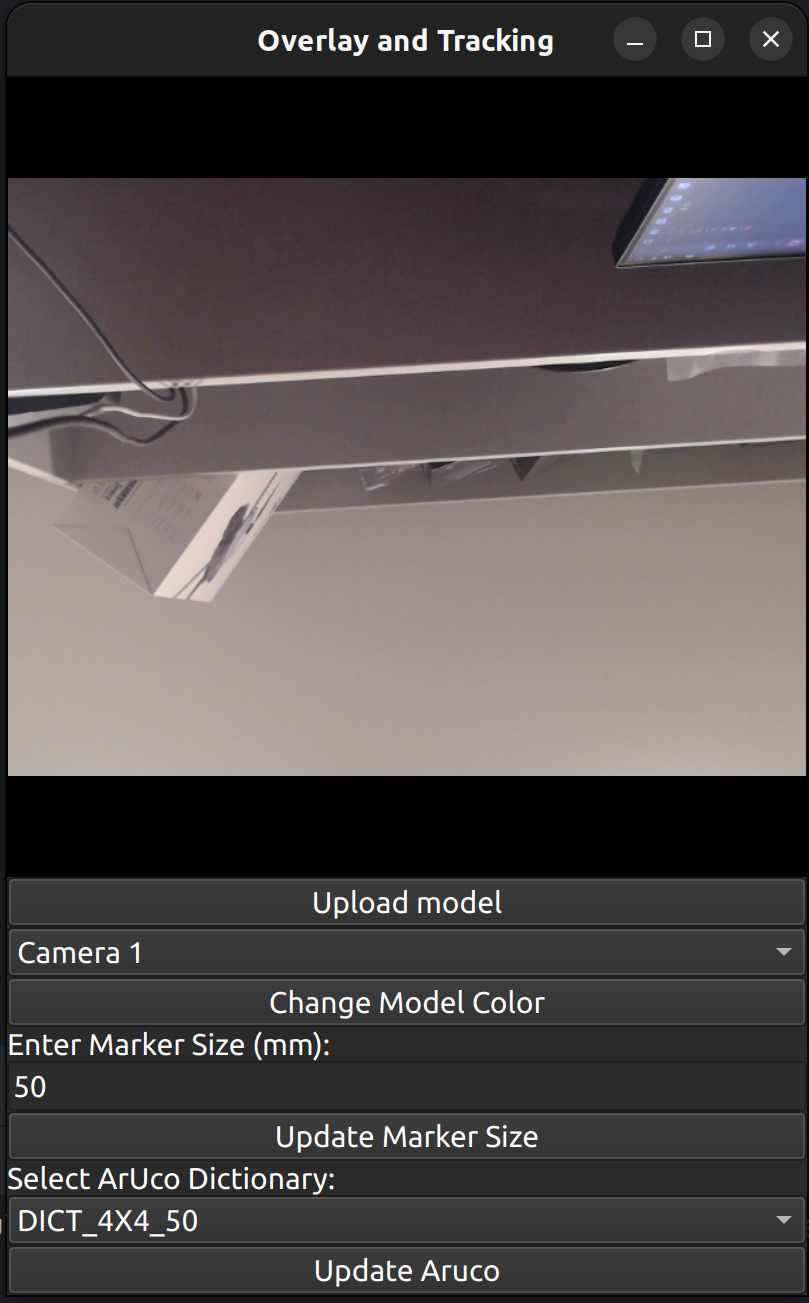 Overlay and Tracking
Upload model
Camera 1
Change Model Color
Enter Marker Size (mm):
50
Update Marker Size
Select ArUco Dictionary:
DICT_4X4_50
Update Aruco